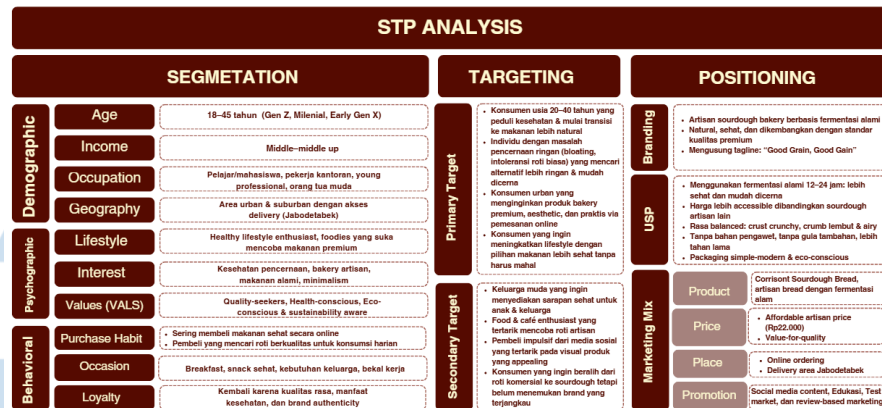 STP ANALYSIS
SEGMETATION
Demographic
Age
18–45 tahun (Gen Z, Milenial, Early Gen X)
Income
Middle–middle up
Occupation
Pelajar/mahasiswa, pekerja kantoran, young
professional, orang tua muda
Geography
Area urban & suburban dengan akses
delivery (Jabodetabek)
Psychographic
Lifestyle
Healthy lifestyle enthusiast, foodies yang suka
mencoba makanan premium
Interest
Kesehatan pencernaan, bakery artisan,
makanan alami, minimalism
Values (VALS)
Quality-seekers, Health-conscious, Eco-
conscious & sustainability aware
Behavioral
Purchase Habit
• Sering membeli makanan sehat secara online
• Pembeli yang mencari roti berkualitas untuk konsumsi harian
Occasion
Breakfast, snack sehat, kebutuhan keluarga, bekal kerja
Loyalty
Kembali karena kualitas rasa, manfaat
kesehatan, dan brand authenticity
TARGETING
Primary Target
• Konsumen usia 20–40 tahun yang
peduli kesehatan & mulai transisi
ke makanan lebih natural
• Individu dengan masalah
pencernaan ringan (bloating,
intoleransi roti biasa) yang mencari
alternatif lebih ringan & mudah
dicerna
• Konsumen urban yang
menginginkan produk bakery
premium, aesthetic, dan praktis via
pemesanan online
• Konsumen yang ingin
meningkatkan lifestyle dengan
pilihan makanan lebih sehat tanpa
harus mahal
Secondary Target
• Keluarga muda yang ingin
menyediakan sarapan sehat untuk
anak & keluarga
• Food & café enthusiast yang
tertarik mencoba roti artisan
• Pembeli impulsif dari media sosial
yang tertarik pada visual produk
yang appealing
• Konsumen yang ingin beralih dari
roti komersial ke sourdough tetapi
belum menemukan brand yang
terjangkau
POSITIONING
Branding
• Artisan sourdough bakery berbasis fermentasi alami
• Natural, sehat, dan dikembangkan dengan standar
kualitas premium
• Mengusung tagline: “Good Grain, Good Gain”
USP
• Menggunakan fermentasi alami 12–24 jam: lebih
sehat dan mudah dicerna
• Harga lebih accessible dibandingkan sourdough
artisan lain
• Rasa balanced: crust crunchy, crumb lembut & airy
• Tanpa bahan pengawet, tanpa gula tambahan, lebih
tahan lama
• Packaging simple-modern & eco-conscious
Marketing Mix
Product
Corrisont Sourdough Bread,
artisan bread dengan fermentasi
alam
Price
• Affordable artisan price
(Rp22.000)
• Value-for-quality
Place
• Online ordering
• Delivery area Jabodetabek
Promotion
Social media content, Edukasi, Test
market, dan review-based marketing